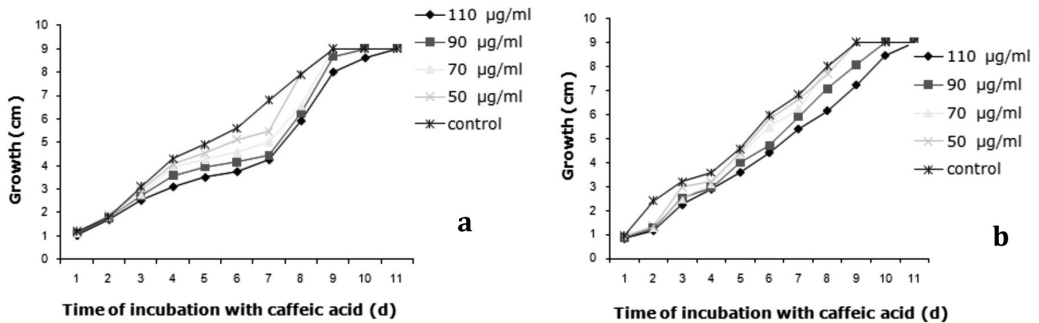 10
9
8
7
6
5
4
3
2
1
0
Growth (cm)
1 2 3 4 5 6 7 8 9 10 11
Time of incubation with caffeic acid (d)
110 µg/ml
90 µg/ml
70 µg/ml
50 µg/ml
control
a
10
9
8
7
6
5
4
3
2
1
0
Growth (cm)
1 2 3 4 5 6 7 8 9 10 11
Time of incubation with caffeic acid (d)
110 µg/ml
90 µg/ml
70 µg/ml
50 µg/ml
control
b